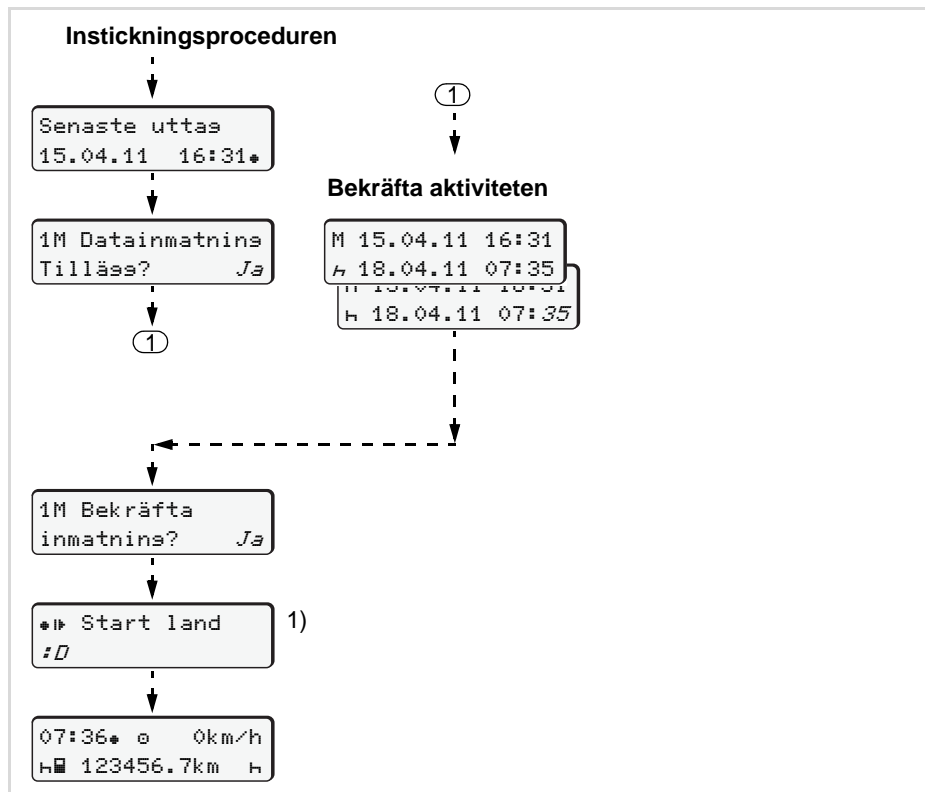 Instickningsproceduren
Senaste uttag
15.04.11 16:31
1M Datainmatning
Tillägg? Ja
1
1
Bekräfta aktiviteten
M 15.04.11 16:31
h 18.04.11 07:35
h 18.04.11 07:35
1M Bekräfta
inmatning? Ja
Start land
:D
1)
07:36 0km/h
h 123456.7km h